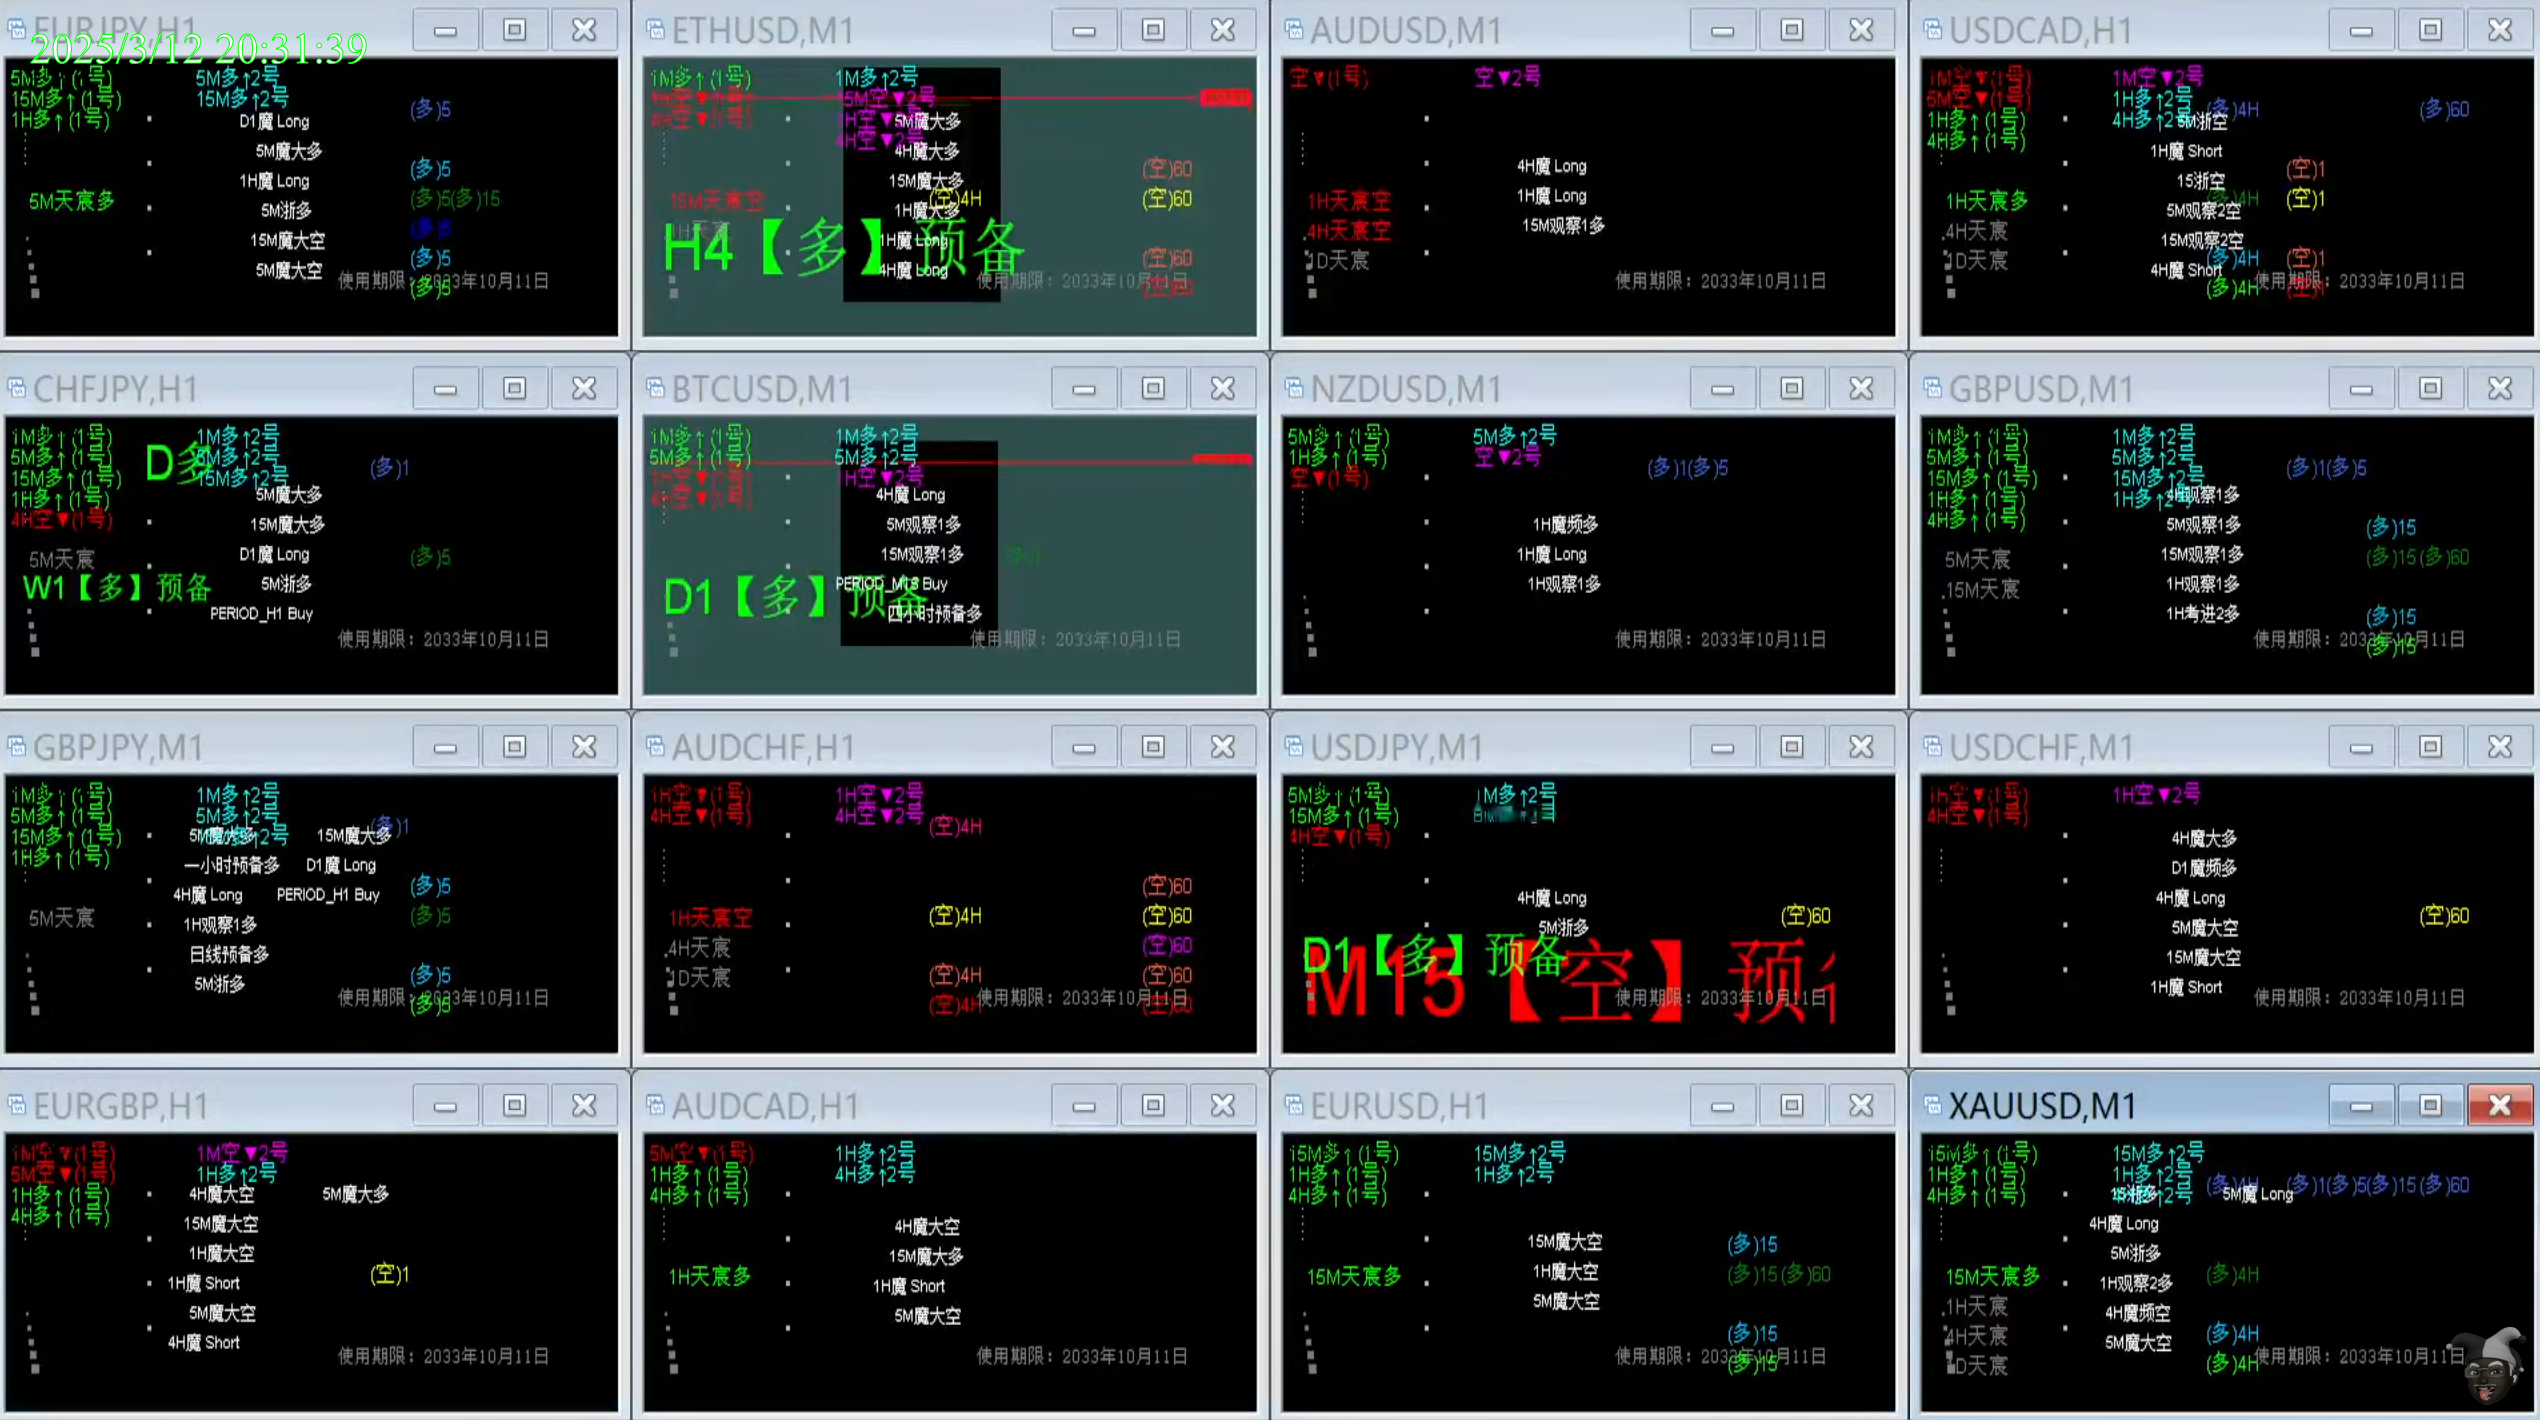 2025/3/12 20:31:39
EURJPY,H1
5M多↑(1号)
5M多↑2号
15M多↑(1号)
15M多↑2号
1H多↑(1号)
(多)5
D1魔 Long
5M魔大多
(多)5
1H魔 Long
5M天宸多
(多)5(多)15
5M浙多
(多)5
15M魔大空
(多)5
5M魔大空
使用期限：2033年10月11日
(多)5
ETHUSD,M1
1M多↑(1号)
1M多↑2号
1H空▼(1号)
5M空▼2号
4H空▼(1号)
1H空▼2号
4H空▼2号
5M魔大多
4H魔大多
(空)60
15M魔大多
15M天宸空
(空)4H
(空)60
1H魔大多
1H天宸
H4【多】预备
1H魔 Long
(空)60
4H魔 Long
使用期限：2033年10月11日
(空)60
AUDUSD,M1
空▼(1号)
空▼2号
4H魔 Long
1H天宸空
1H魔 Long
4H天宸空
15M观察1多
1D天宸
使用期限：2033年10月11日
USDCAD,H1
1M空▼(1号)
1M空▼2号
5M空▼(1号)
1H多↑2号
(多)4H
(多)60
1H多↑(1号)
4H多↑2号
5M浙空
4H多↑(1号)
1H魔 Short
(空)1
15浙空
1H天宸多
(多)4H
(空)1
5M观察2空
4H天宸
15M观察2空
1D天宸
(多)4H
(空)1
4H魔 Short
使用期限：2033年10月11日
(多)4H
(空)1
CHFJPY,H1
1M多↑(1号)
1M多↑2号
5M多↑(1号)
D多
5M多↑2号
(多)1
15M多↑(1号)
15M多↑2号
1H多↑(1号)
5M魔大多
4H空▼(1号)
15M魔大多
5M天宸
D1魔 Long
(多)5
W1【多】预备
5M浙多
PERIOD_H1 Buy
使用期限：2033年10月11日
BTCUSD,M1
1M多↑(1号)
1M多↑2号
5M多↑(1号)
5M多↑2号
1H空▼(1号)
1H空▼2号
4H空▼(1号)
4H魔 Long
5M观察1多
15M观察1多
D1【多】预备
PERIOD_M15 Buy
四小时预备多
使用期限：2033年10月11日
NZDUSD,M1
5M多↑(1号)
5M多↑2号
1H多↑(1号)
空▼2号
(多)1(多)5
空▼(1号)
1H魔频多
1H魔 Long
1H观察1多
使用期限：2033年10月11日
GBPUSD,M1
1M多↑(1号)
1M多↑2号
5M多↑(1号)
5M多↑2号
(多)1(多)5
15M多↑(1号)
15M多↑2号
1H多↑(1号)
1H多↑2号
4H观察1多
4H多↑(1号)
5M观察1多
(多)15
5M天宸
15M观察1多
(多)15(多)60
15M天宸
1H观察1多
1H考进2多
(多)15
使用期限：2033年10月11日
(多)15
GBPJPY,M1
1M多↑(1号)
1M多↑2号
5M多↑(1号)
5M多↑2号
(多)1
15M多↑(1号)
15M多↑2号
5M魔大多
15M魔大多
1H多↑(1号)
一小时预备多
D1魔 Long
4H魔 Long
PERIOD_H1 Buy
(多)5
5M天宸
1H观察1多
(多)5
日线预备多
5M浙多
(多)5
使用期限：2033年10月11日
(多)5
AUDCHF,H1
1H空▼(1号)
1H空▼2号
4H空▼(1号)
4H空▼2号
(空)4H
(空)60
1H天宸空
(空)4H
(空)60
4H天宸
(空)60
1D天宸
(空)4H
(空)60
(空)4H
使用期限：2033年10月11日
(空)60
USDJPY,M1
5M多↑(1号)
1M多↑2号
15M多↑(1号)
4H空▼(1号)
4H魔 Long
(空)60
5M浙多
D1【多】预备
M15【空】预
使用期限：2033年10月11日
USDCHF,M1
1H空▼(1号)
1H空▼2号
4H空▼(1号)
4H魔大多
D1魔频多
4H魔 Long
5M魔大空
(空)60
15M魔大空
1H魔 Short
使用期限：2033年10月11日
EURGBP,H1
1M空▼(1号)
1M空▼2号
5M空▼(1号)
1H多↑2号
1H多↑(1号)
4H魔大空
5M魔大多
4H多↑(1号)
15M魔大空
1H魔大空
(空)1
1H魔 Short
5M魔大空
4H魔 Short
使用期限：2033年10月11日
AUDCAD,H1
5M空▼(1号)
1H多↑2号
1H多↑(1号)
4H多↑2号
4H多↑(1号)
4H魔大空
15M魔大多
1H天宸多
1H魔 Short
5M魔大空
使用期限：2033年10月11日
EURUSD,H1
15M多↑(1号)
15M多↑2号
1H多↑(1号)
1H多↑2号
4H多↑(1号)
15M魔大空
(多)15
15M天宸多
1H魔大空
(多)15(多)60
5M魔大空
(多)15
使用期限：2033年10月11日
(多)15
XAUUSD,M1
15M多↑(1号)
15M多↑2号
1H多↑(1号)
1H多↑2号
(多)4H
(多)1(多)5(多)15(多)60
4H多↑(1号)
4H多↑2号
15浙多
5M魔 Long
4H魔 Long
5M浙多
15M天宸多
1H观察2多
(多)4H
1H天宸
4H魔频空
4H天宸
5M魔大空
(多)4H
1D天宸
(多)4H
使用期限：2033年10月11日